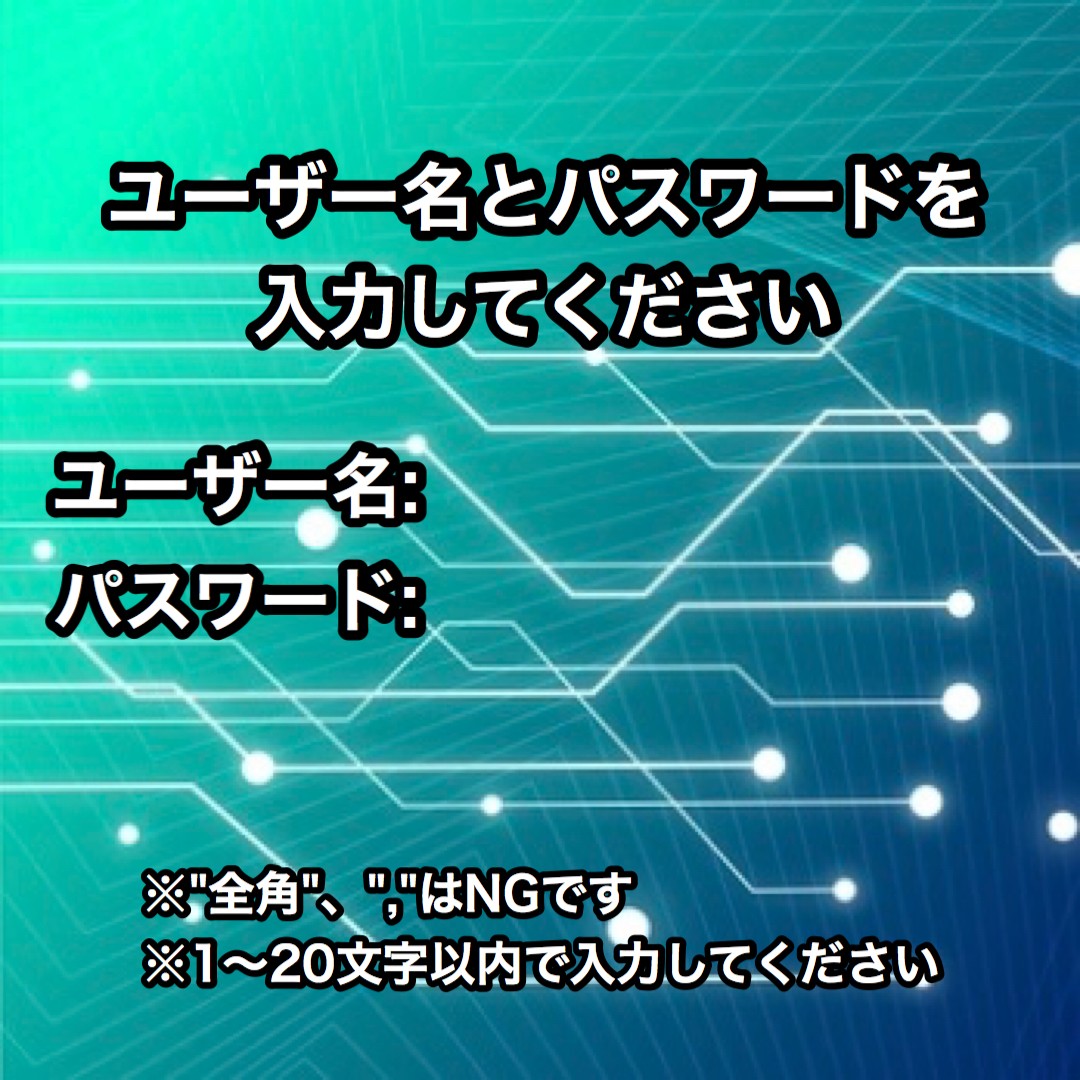 ユーザー名とパスワードを
入力してください
ユーザー名:
パスワード:
※"全角"、","はNGです
※1〜20文字以内で入力してください